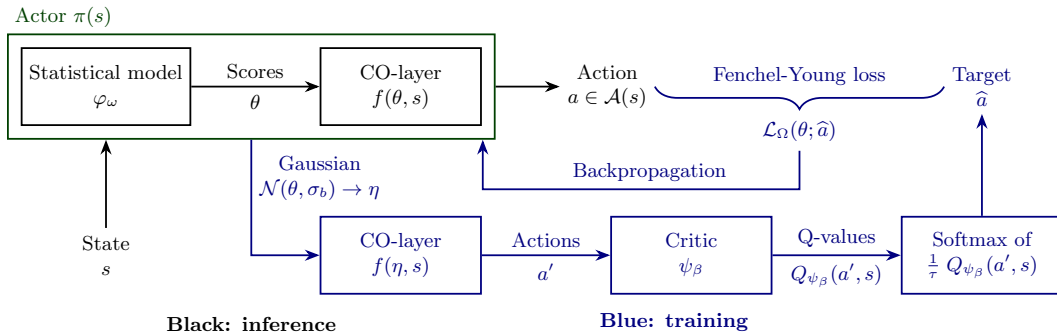 Actor π(s)
Statistical model
φ_ω
Scores
θ
CO-layer
f(θ, s)
Action
a ∈ 𝒜(s)
Fenchel-Young loss
ℒ_Ω(θ; â)
Target
â
Backpropagation
Gaussian
𝒩(θ, σ_b) → η
State
s
CO-layer
f(η, s)
Actions
a′
Critic
ψ_β
Q-values
Q_{ψ_β}(a′, s)
Softmax of
1/τ Q_{ψ_β}(a′, s)
Black: inference
Blue: training